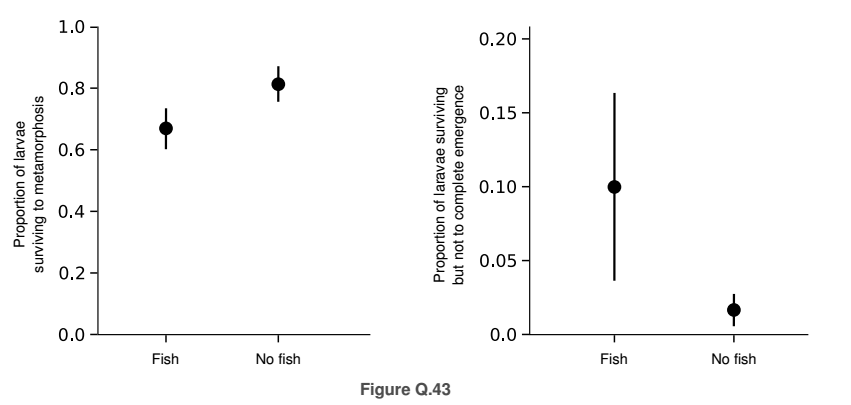 Proportion of larvae
surviving to metamorphosis
1.0
0.8
0.6
0.4
0.2
0.0
Fish
No fish
Proportion of laravae surviving
but not to complete emergence
0.20
0.15
0.10
0.05
0.0
Fish
No fish
Figure Q.43